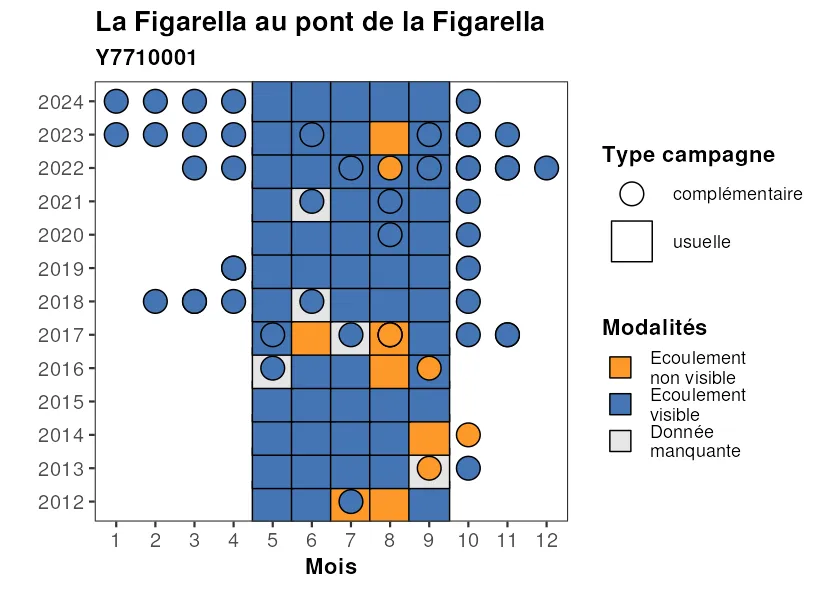 La Figarella au pont de la Figarella
Y7710001
2024
2023
2022
2021
2020
2019
2018
2017
2016
2015
2014
2013
2012
1 2 3 4 5 6 7 8 9 10 11 12
Mois
Type campagne
complémentaire
usuelle
Modalités
Ecoulement
non visible
Ecoulement
visible
Donnée
manquante